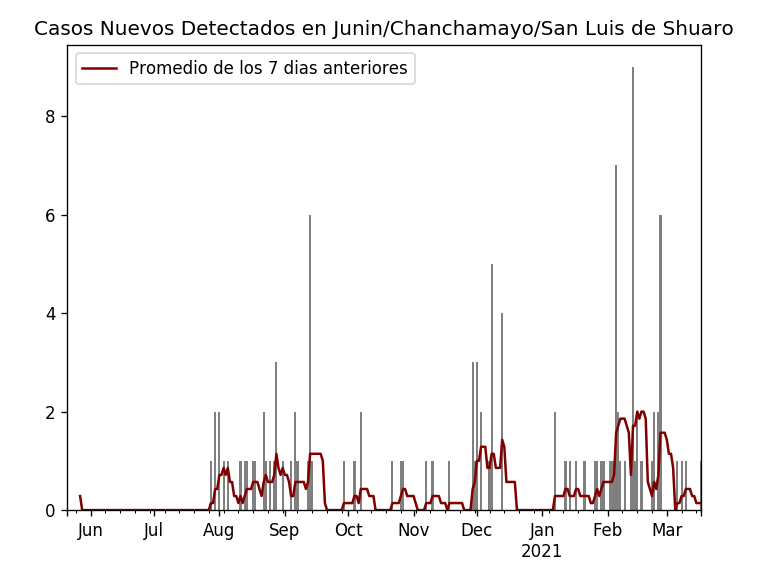 Casos Nuevos Detectados en Junin/Chanchamayo/San Luis de Shuaro
Promedio de los 7 dias anteriores
8
6
4
2
0
Jun Jul Aug Sep Oct Nov Dec Jan Feb Mar
2021